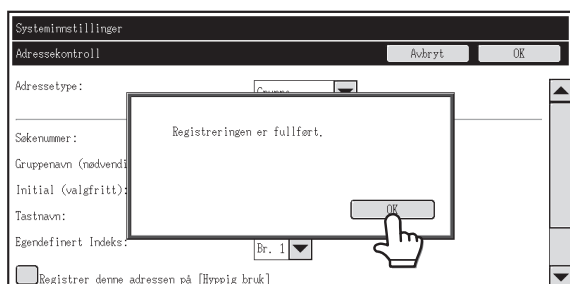 Systeminnstillinger
Adressekontroll Avbryt OK
Adressetype:
Registreringen er fullført.
Søkenummer:
Gruppenavn (nødvendi
Initial (valgfritt):
OK
Tastnavn:
Egendefinert Indeks: Br. 1
Registrer denne adressen på [Hyppig bruk]